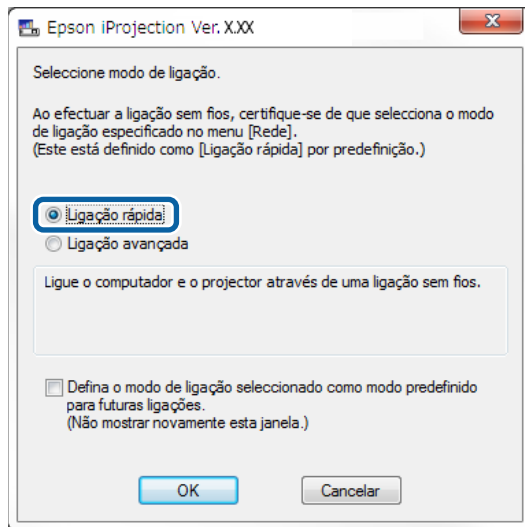 Epson iProjection Ver. X.XX
Seleccione modo de ligação.
Ao efectuar a ligação sem fios, certifique-se de que selecciona o modo
de ligação especificado no menu [Rede].
(Este está definido como [Ligação rápida] por predefinição.)
Ligação rápida
Ligação avançada
Ligue o computador e o projector através de uma ligação sem fios.
Defina o modo de ligação seleccionado como modo predefinido
para futuras ligações.
(Não mostrar novamente esta janela.)
OK
Cancelar